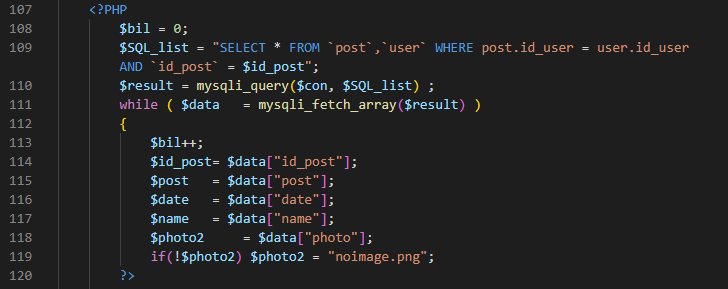 107 <?PHP
108 $bil = 0;
109 $SQL_list = "SELECT * FROM `post`,`user` WHERE post.id_user = user.id_user
AND `id_post` = $id_post";
110 $result = mysqli_query($con, $SQL_list) ;
111 while ( $data   = mysqli_fetch_array($result) )
112 {
113 $bil++;
114 $id_post= $data["id_post"];
115 $post   = $data["post"];
116 $date   = $data["date"];
117 $name   = $data["name"];
118 $photo2     = $data["photo"];
119 if(!$photo2) $photo2 = "noimage.png";
120 ?>